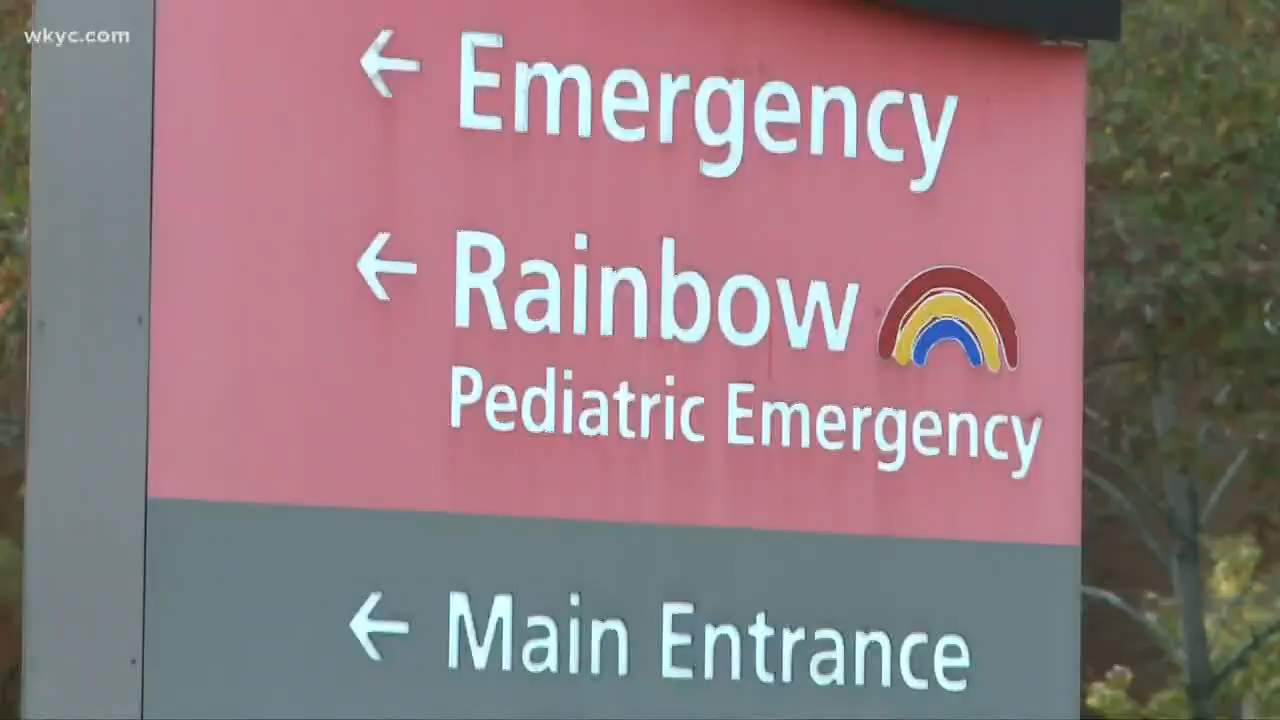 wkyc.com
← Emergency
← Rainbow
Pediatric Emergency
← Main Entrance